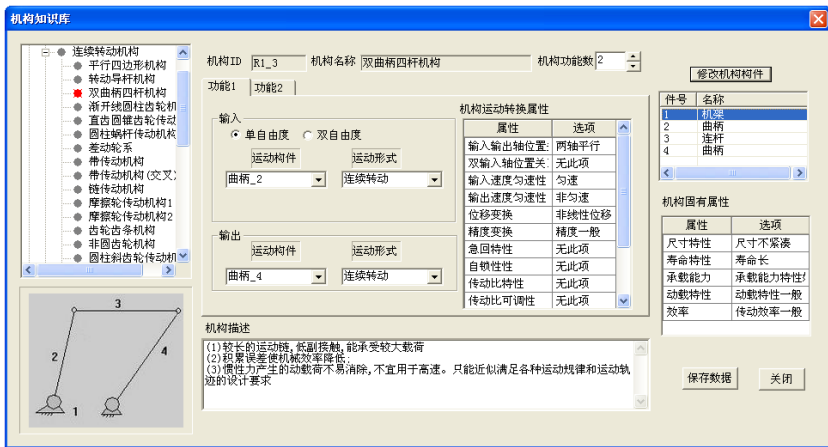 机构知识库
连续转动机构
平行四边形机构
转动导杆机构
双曲柄四杆机构
渐开线圆柱齿轮机
直齿圆锥齿轮传动
圆柱蜗杆传动机构
差动轮系
带传动机构
带传动机构(交叉)
链传动机构
摩擦轮传动机构1
摩擦轮传动机构2
齿轮齿条机构
非圆齿轮机构
圆柱斜齿轮传动机
3
2
4
1
机构ID R1_3 机构名称 双曲柄四杆机构 机构功能数 2
功能1 功能2
输入
单自由度 双自由度
运动构件 运动形式
曲柄_2 连续转动
输出
运动构件 运动形式
曲柄_4 连续转动
机构运动转换属性
属性 选项
输入输出轴位置: 两轴平行
双输入轴位置关: 无此项
输入速度匀速性 匀速
输出速度匀速性 非匀速
位移变换 非线性位移
精度变换 精度一般
急回特性 无此项
自锁性性 无此项
传动比特性 无此项
传动比可调性 无此项
机构描述
(1)较长的运动链,低副接触,能承受较大载荷
(2)积累误差使机械效率降低;
(3)惯性力产生的动载荷不易消除,不宜用于高速。只能近似满足各种运动规律和运动轨
迹的设计要求
修改机构构件
件号 名称
1 机架
2 曲柄
3 连杆
4 曲柄
机构固有属性
属性 选项
尺寸特性 尺寸不紧凑
寿命特性 寿命长
承载能力 承载能力特性
动载特性 动载特性一般
效率 传动效率一般
保存数据 关闭